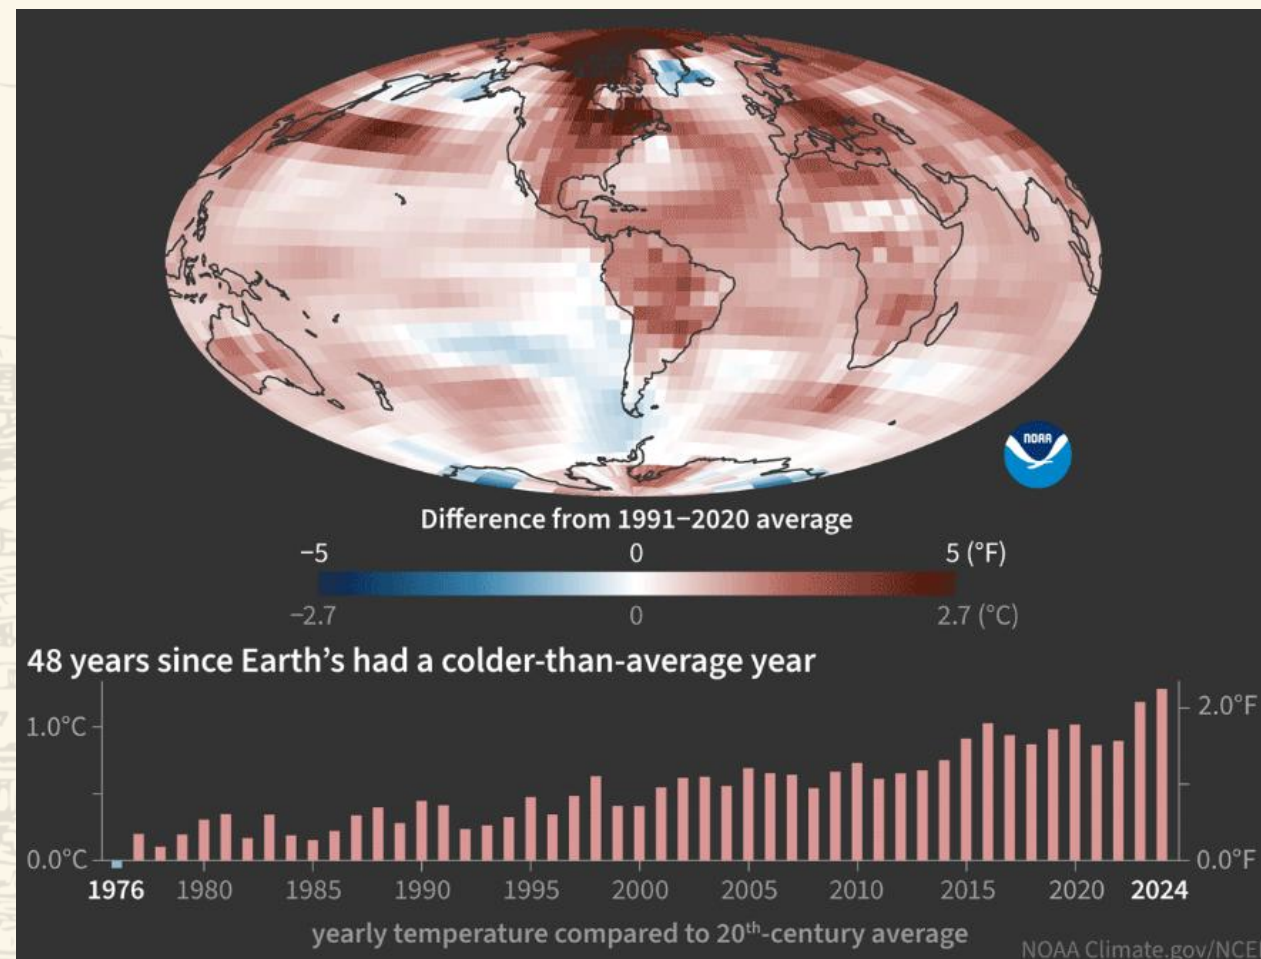 NOAA
Difference from 1991–2020 average
−5 0 5 (°F)
−2.7 0 2.7 (°C)
48 years since Earth's had a colder-than-average year
1.0°C 2.0°F
0.0°C 0.0°F
1976 1980 1985 1990 1995 2000 2005 2010 2015 2020 2024
yearly temperature compared to 20th-century average
NOAA Climate.gov/NCEI